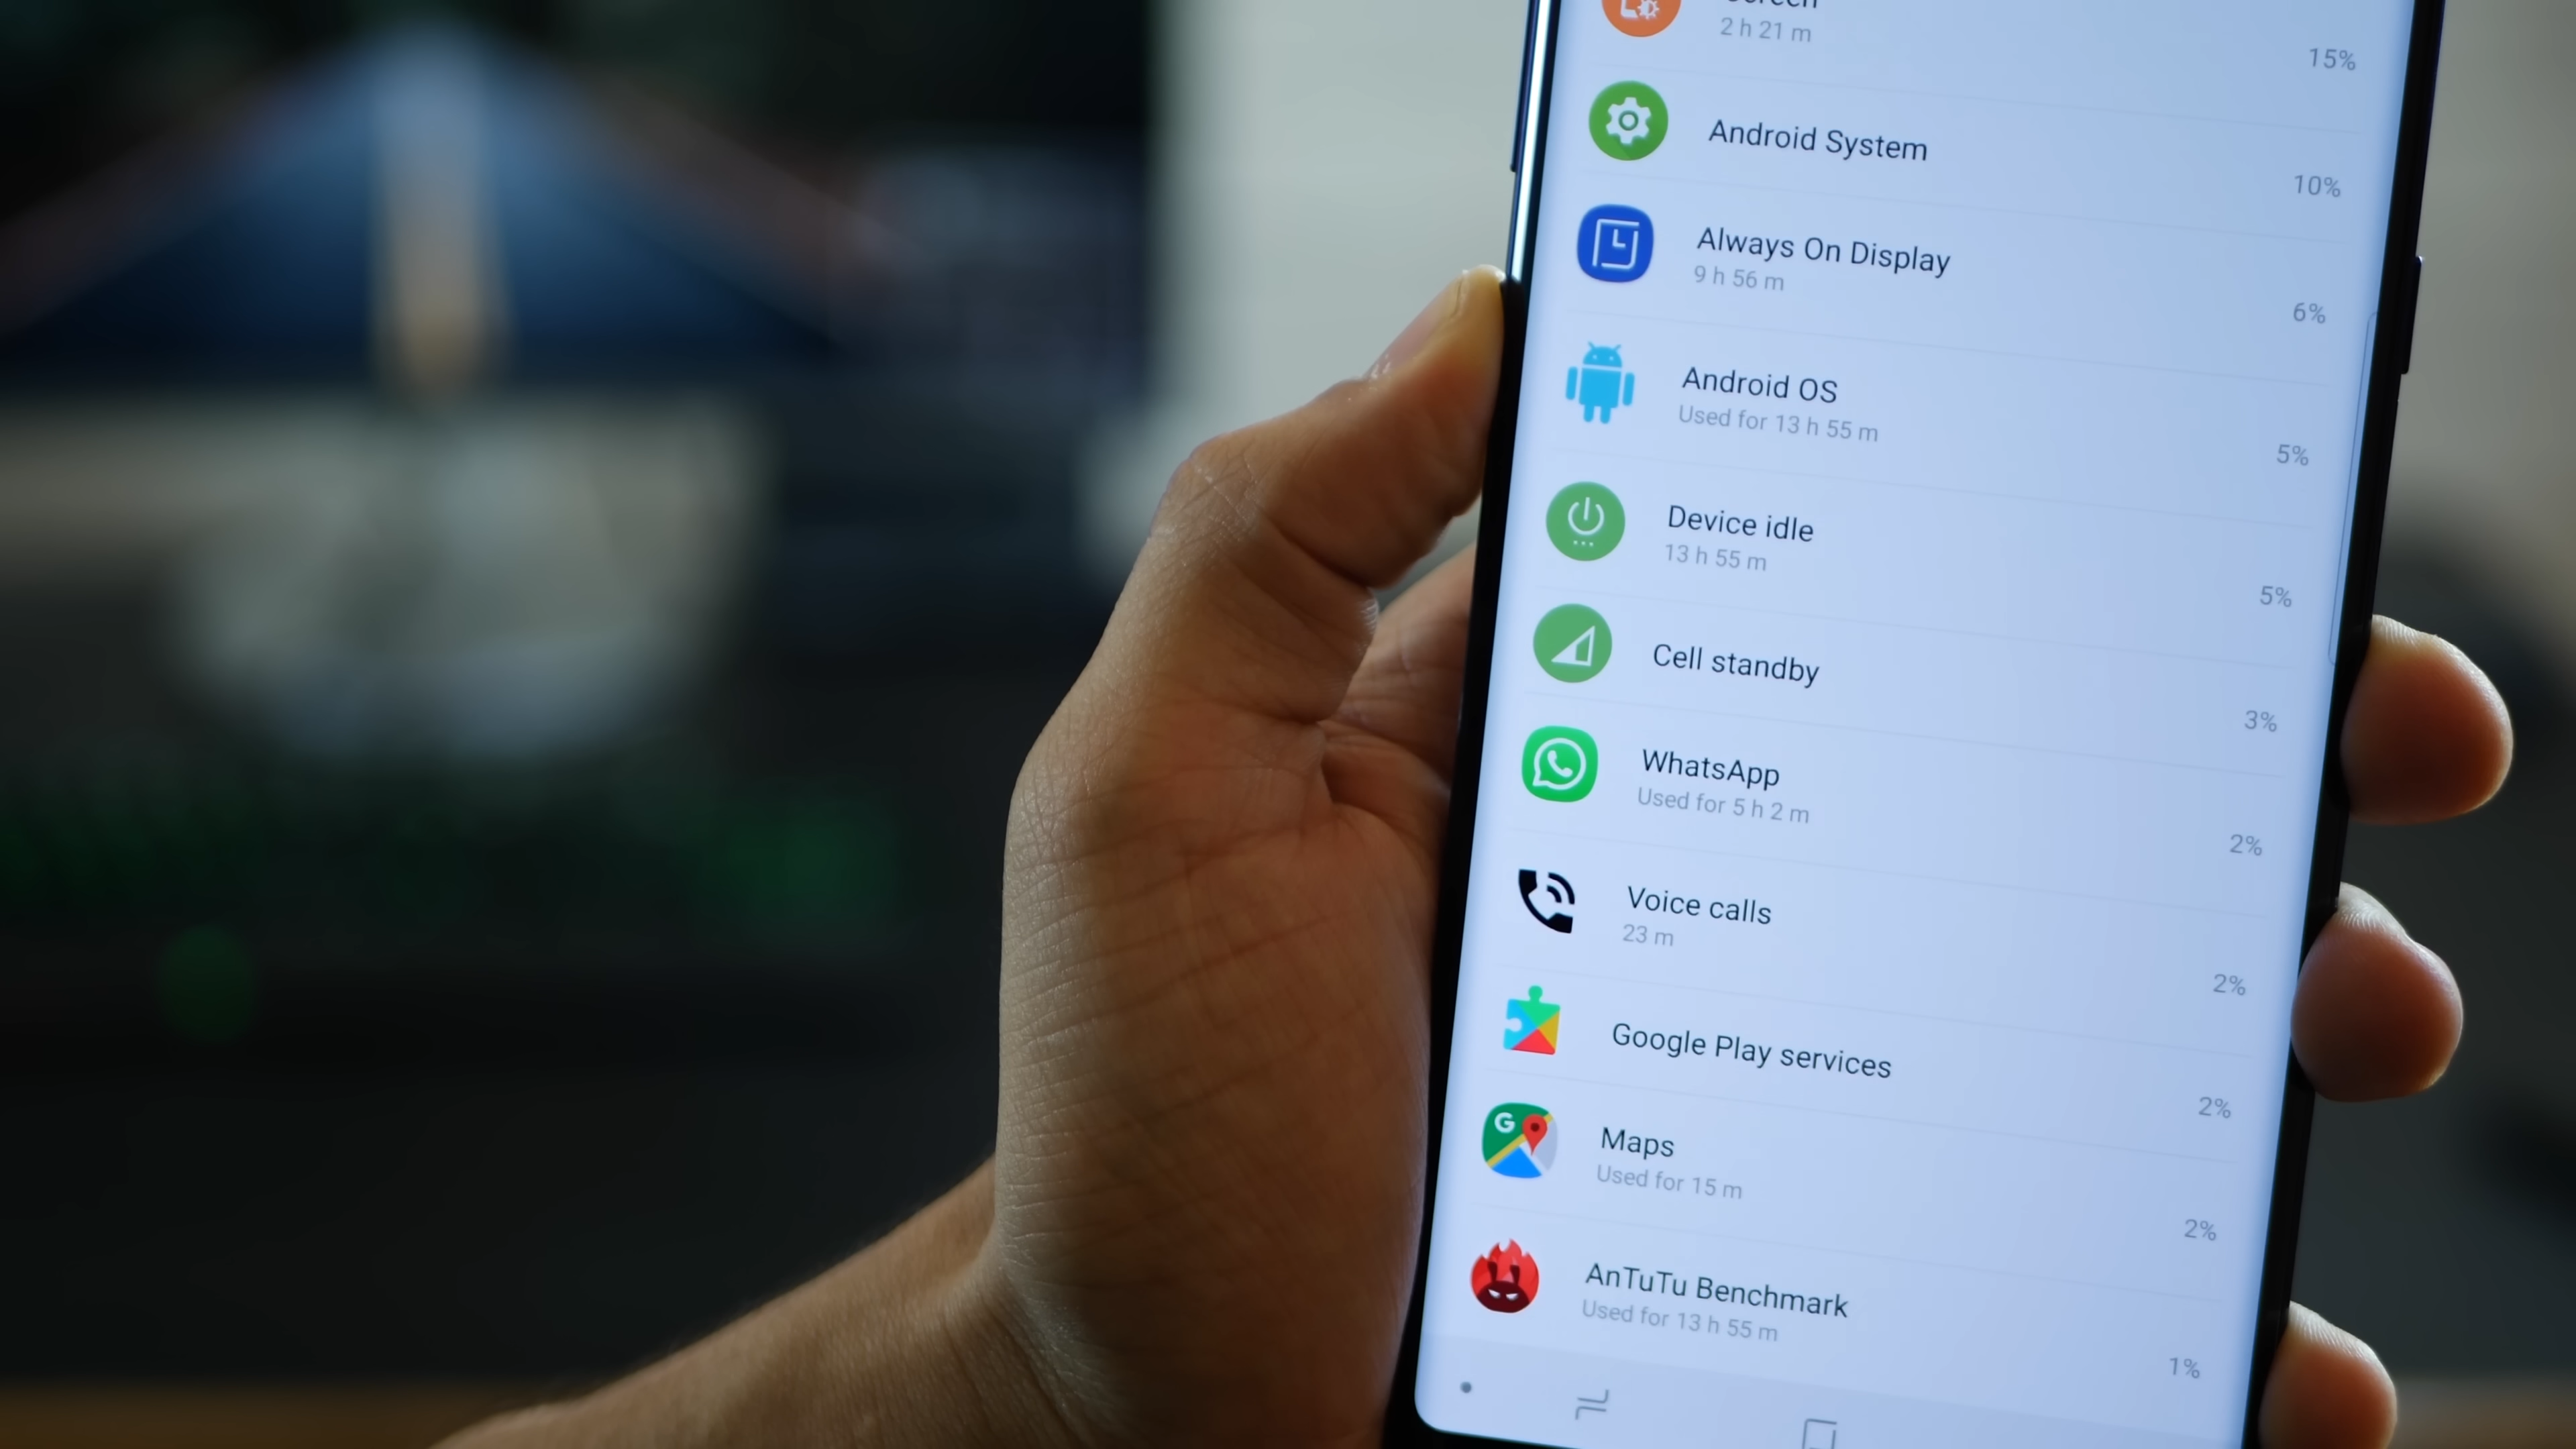 Screen
2 h 21 m
15%
Android System
10%
Always On Display
9 h 56 m
6%
Android OS
Used for 13 h 55 m
5%
Device idle
13 h 55 m
5%
Cell standby
3%
WhatsApp
Used for 5 h 2 m
2%
Voice calls
23 m
2%
Google Play services
2%
G
Maps
Used for 15 m
2%
AnTuTu Benchmark
Used for 13 h 55 m
1%